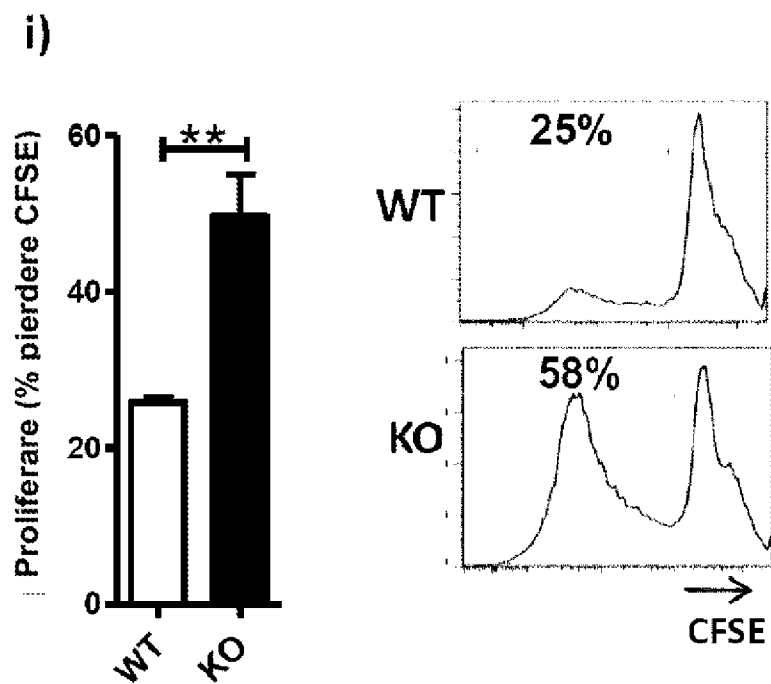 i)
Proliferare (% pierdere CFSE)
60
40
20
0
**
WT
KO
WT
25%
KO
58%
CFSE